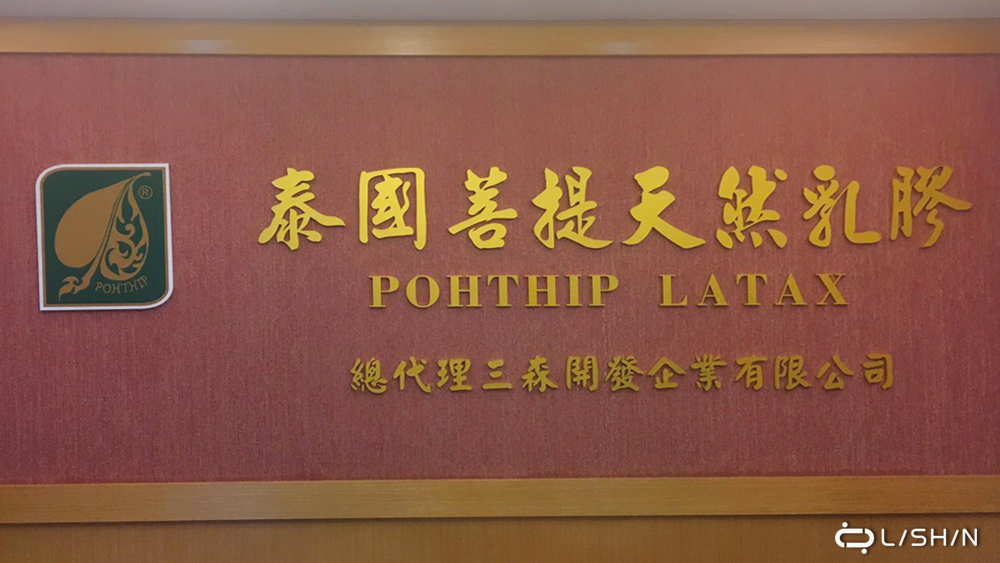 泰國菩提天然乳膠
POHTHIP LATAX
總代理三森開發企業有限公司
®
POHTHIP
L/SH/N